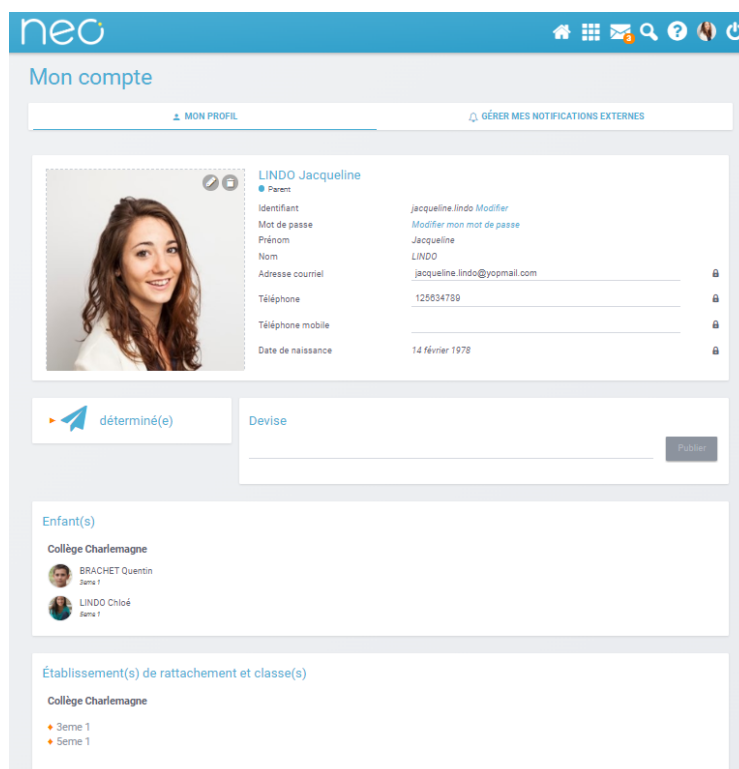 neo
3
Mon compte
MON PROFIL
GÉRER MES NOTIFICATIONS EXTERNES
LINDO Jacqueline
Parent
Identifiant jacqueline.lindo Modifier
Mot de passe Modifier mon mot de passe
Prénom Jacqueline
Nom LINDO
Adresse courriel jacqueline.lindo@yopmail.com
Téléphone 125634789
Téléphone mobile
Date de naissance 14 février 1978
déterminé(e)
Devise
Publier
Enfant(s)
Collège Charlemagne
BRACHET Quentin
3eme 1
LINDO Chloé
5eme 1
Établissement(s) de rattachement et classe(s)
Collège Charlemagne
3eme 1
5eme 1